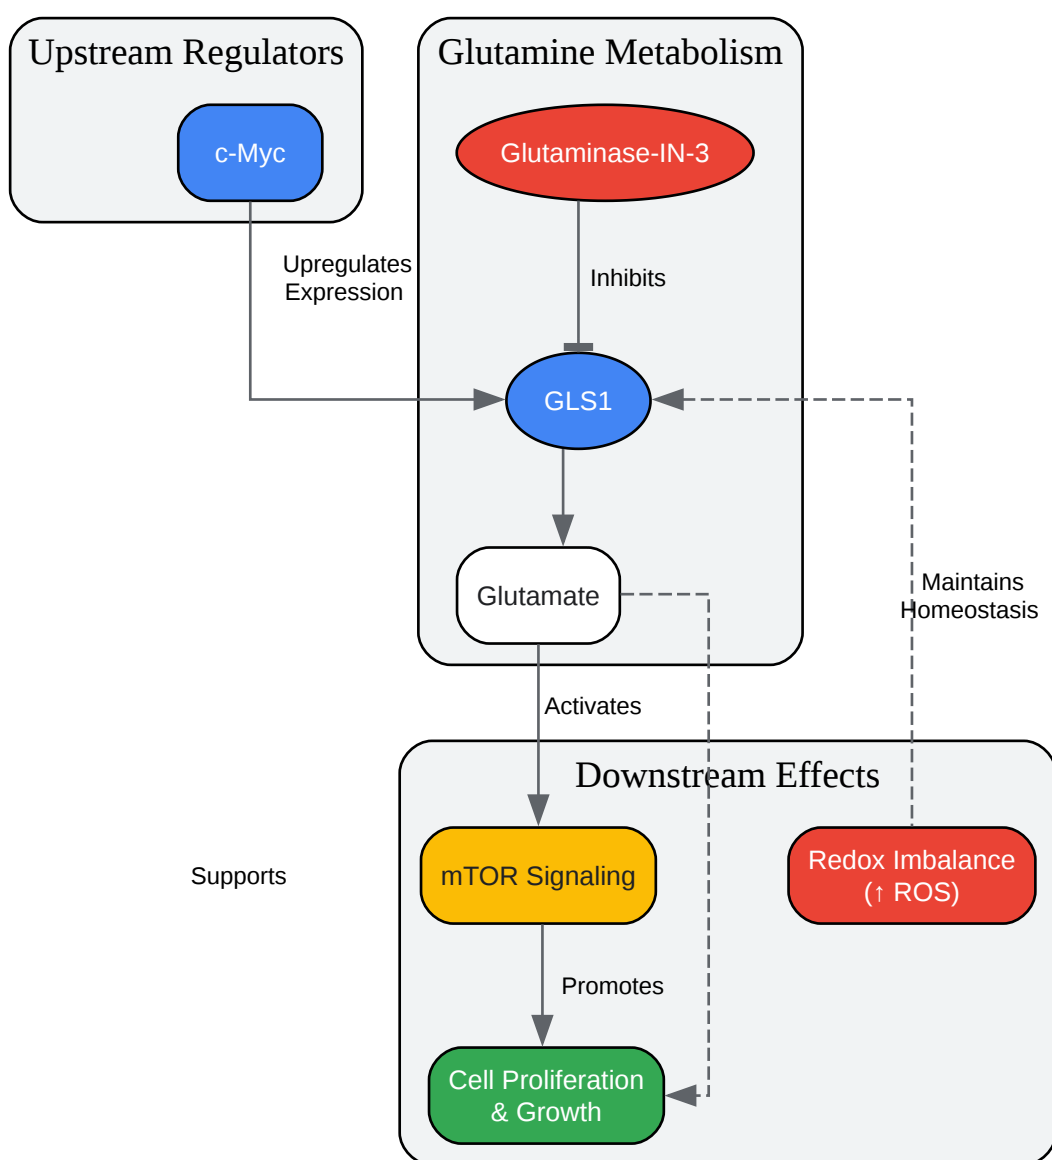 Upstream Regulators
Glutamine Metabolism
c-Myc
Glutaminase-IN-3
Upregulates
Expression
Inhibits
GLS1
Glutamate
Maintains
Homeostasis
Activates
Downstream Effects
mTOR Signaling
Redox Imbalance
(↑ ROS)
Supports
Promotes
Cell Proliferation
& Growth